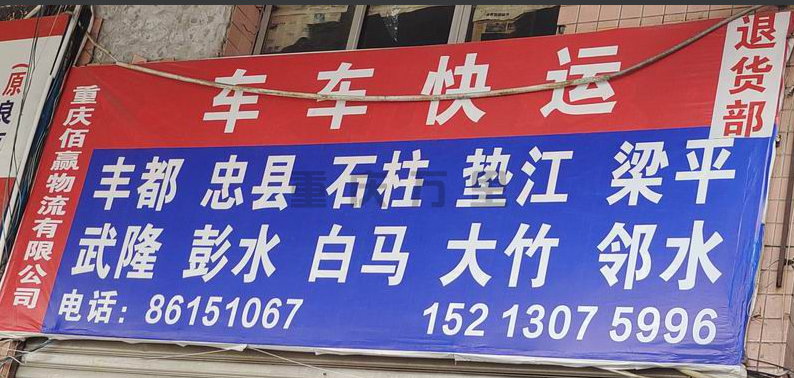 （原
重庆佰赢物流有限公司
车车快运
退货部
丰都 忠县 石柱 垫江 梁平
武隆 彭水 白马 大竹 邻水
电话：86151067 152 1307 5996